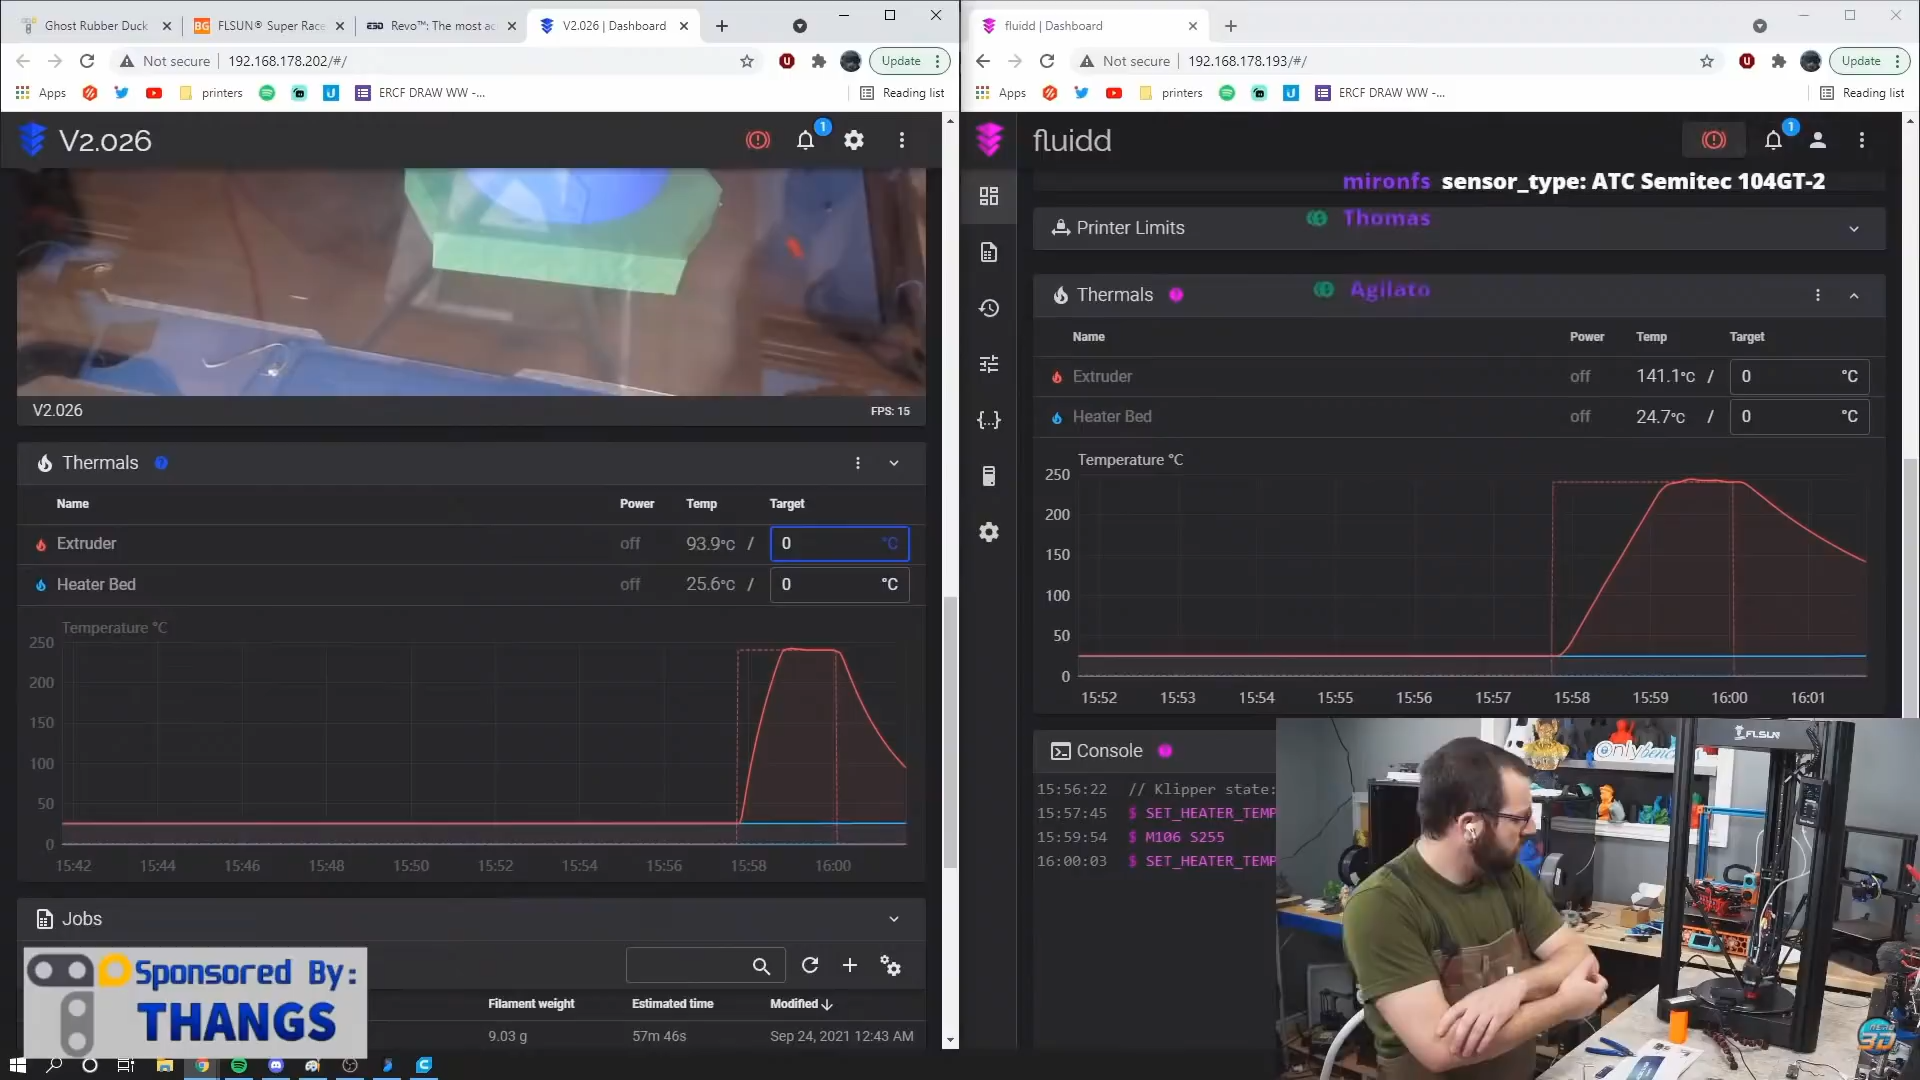 Ghost Rubber Duck
FLSUN® Super Race
Revo™: The most ac
V2.026 | Dashboard
Not secure
192.168.178.202/#/
Update
Apps
printers
ERCF DRAW WW -...
Reading list
V2.026
1
V2.026
FPS: 15
Thermals
Name
Power
Temp
Target
Extruder
off
93.9°C / 0 °C
Heater Bed
off
25.6°C / 0 °C
Temperature °C
250
200
150
100
50
0
15:42
15:44
15:46
15:48
15:50
15:52
15:54
15:56
15:58
16:00
Jobs
Filament weight
Estimated time
Modified
9.03 g
57m 46s
Sep 24, 2021 12:43 AM
Sponsored By:
THANGS
fluidd | Dashboard
Not secure
192.168.178.193/#/
Update
Apps
printers
ERCF DRAW WW -...
Reading list
fluidd
1
mironfs sensor_type: ATC Semitec 104GT-2
Thomas
Printer Limits
Agilato
Thermals
Name
Power
Temp
Target
Extruder
off
141.1°C / 0 °C
Heater Bed
off
24.7°C / 0 °C
Temperature °C
250
200
150
100
50
0
15:52
15:53
15:54
15:55
15:56
15:57
15:58
15:59
16:00
16:01
Console
15:56:22 // Klipper state:
15:57:45 $ SET_HEATER_TEMP
15:59:54 $ M106 S255
16:00:03 $ SET_HEATER_TEMP
FLSUN
@onlybenc
3D